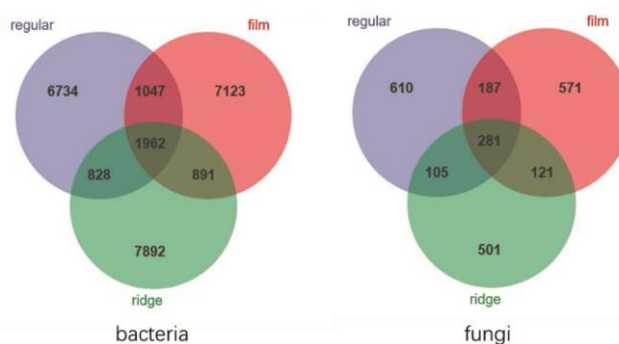 regular
film
6734
1047
7123
1962
828
891
7892
ridge
bacteria
regular
film
610
187
571
281
105
121
501
ridge
fungi